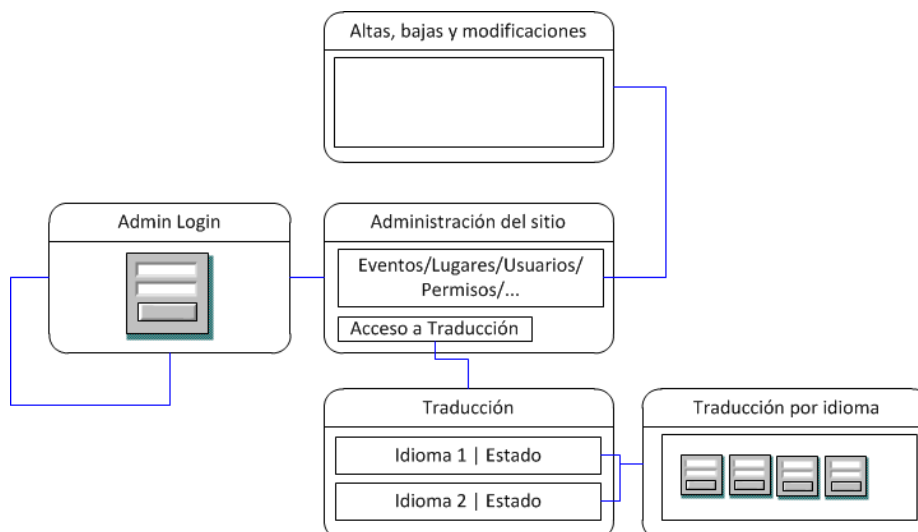 Altas, bajas y modificaciones
Admin Login
Administración del sitio
Eventos/Lugares/Usuarios/
Permisos/...
Acceso a Traducción
Traducción
Idioma 1 | Estado
Idioma 2 | Estado
Traducción por idioma